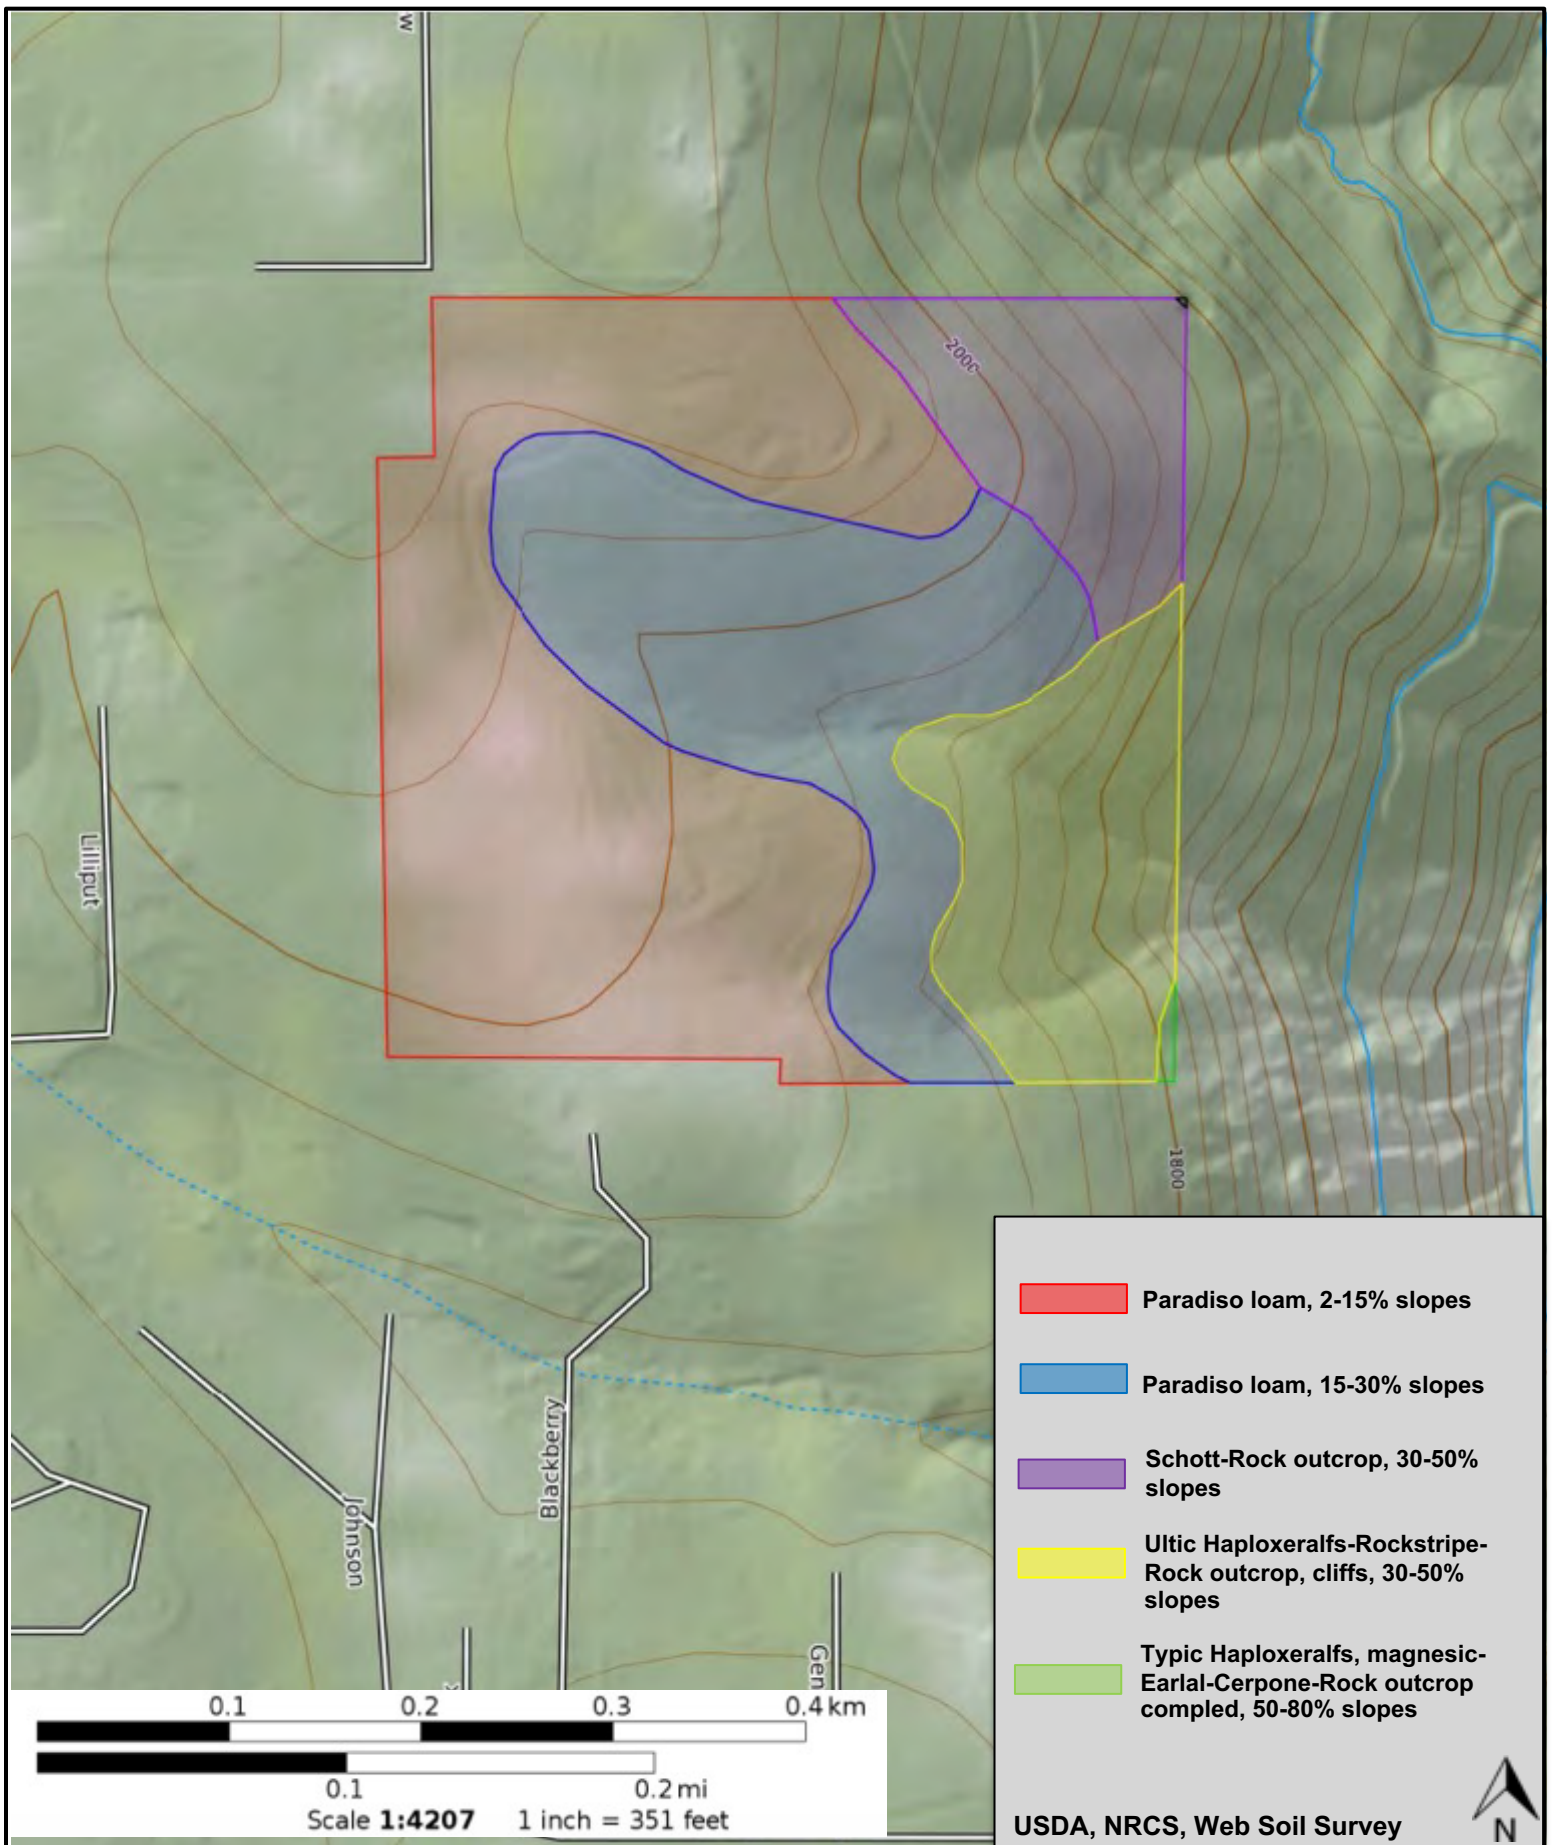 w
2000
Lilliput
1800
Blackberry
Johnson
Gen
Paradiso loam, 2-15% slopes
Paradiso loam, 15-30% slopes
Schott-Rock outcrop, 30-50%
slopes
Ultic Haploxeralfs-Rockstripe-
Rock outcrop, cliffs, 30-50%
slopes
Typic Haploxeralfs, magnesic-
Earlal-Cerpone-Rock outcrop
compled, 50-80% slopes
USDA, NRCS, Web Soil Survey
N
0.1 0.2 0.3 0.4 km
0.1 0.2 mi
Scale 1:4207 1 inch = 351 feet